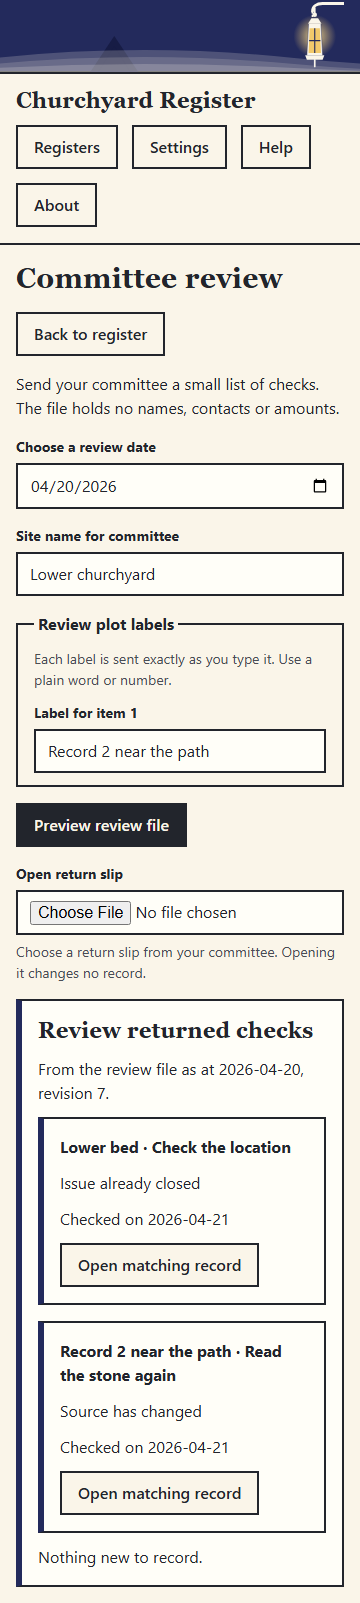 Churchyard Register
Registers
Settings
Help
About
Committee review
Back to register
Send your committee a small list of checks.
The file holds no names, contacts or amounts.
Choose a review date
04/20/2026
Site name for committee
Lower churchyard
Review plot labels
Each label is sent exactly as you type it. Use a
plain word or number.
Label for item 1
Record 2 near the path
Preview review file
Open return slip
Choose File No file chosen
Choose a return slip from your committee. Opening
it changes no record.
Review returned checks
From the review file as at 2026-04-20,
revision 7.
Lower bed · Check the location
Issue already closed
Checked on 2026-04-21
Open matching record
Record 2 near the path · Read
the stone again
Source has changed
Checked on 2026-04-21
Open matching record
Nothing new to record.